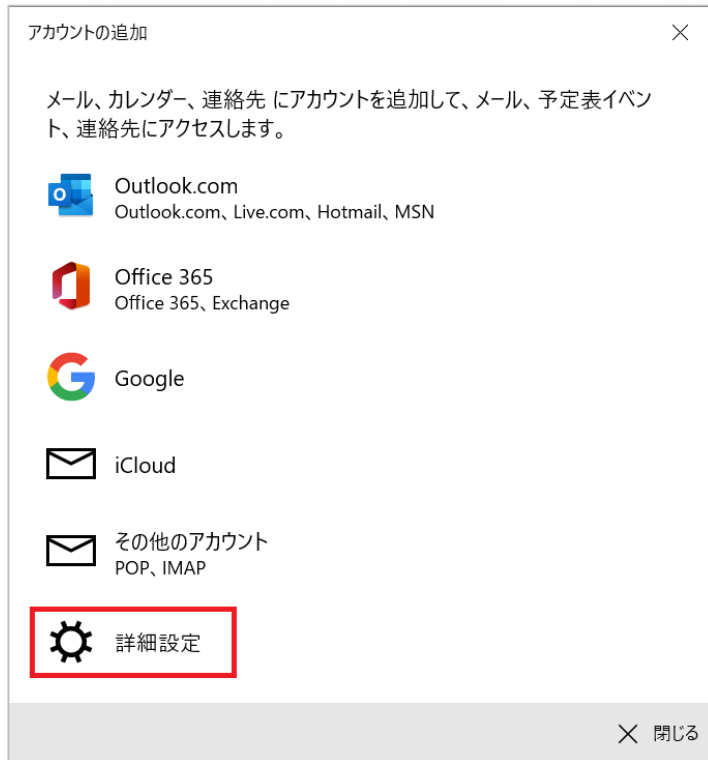 アカウントの追加
メール、カレンダー、連絡先 にアカウントを追加して、メール、予定表イベン
ト、連絡先にアクセスします。
Outlook.com
Outlook.com、Live.com、Hotmail、MSN
Office 365
Office 365、Exchange
Google
iCloud
その他のアカウント
POP、IMAP
詳細設定
閉じる